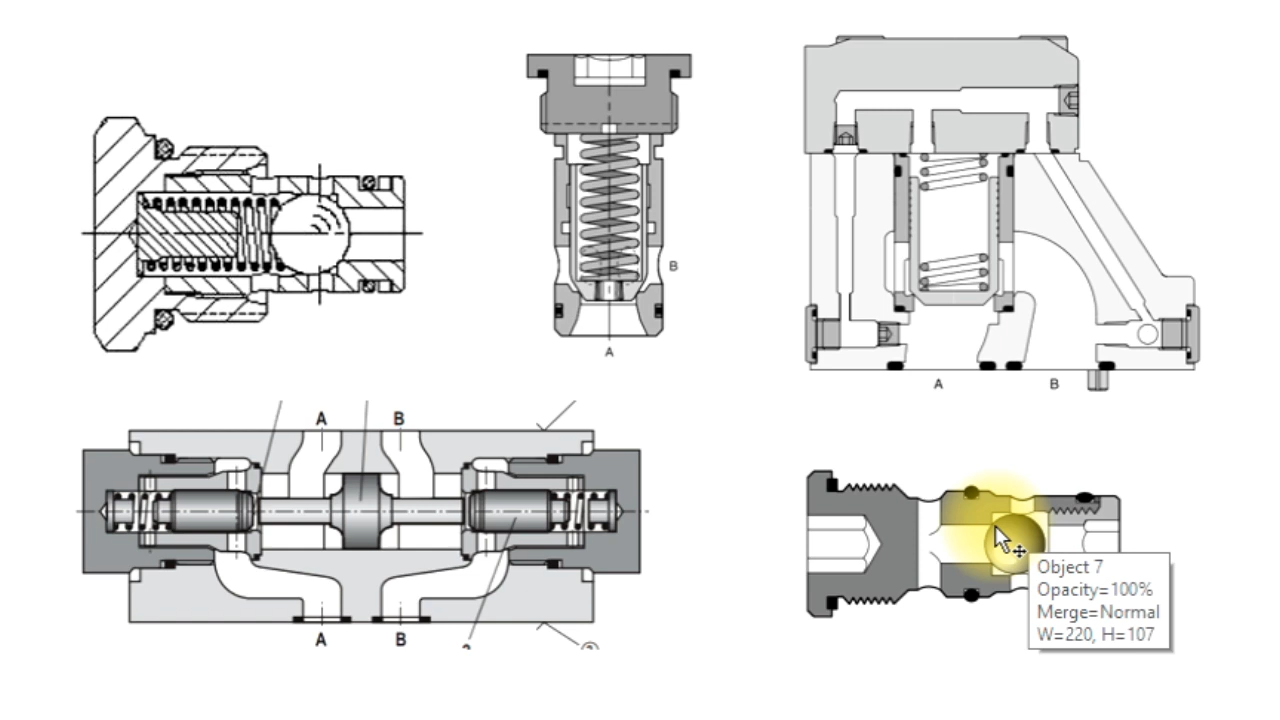 B
A
A
B
A
B
A
B
Object 7
Opacity=100%
Merge=Normal
W=220, H=107